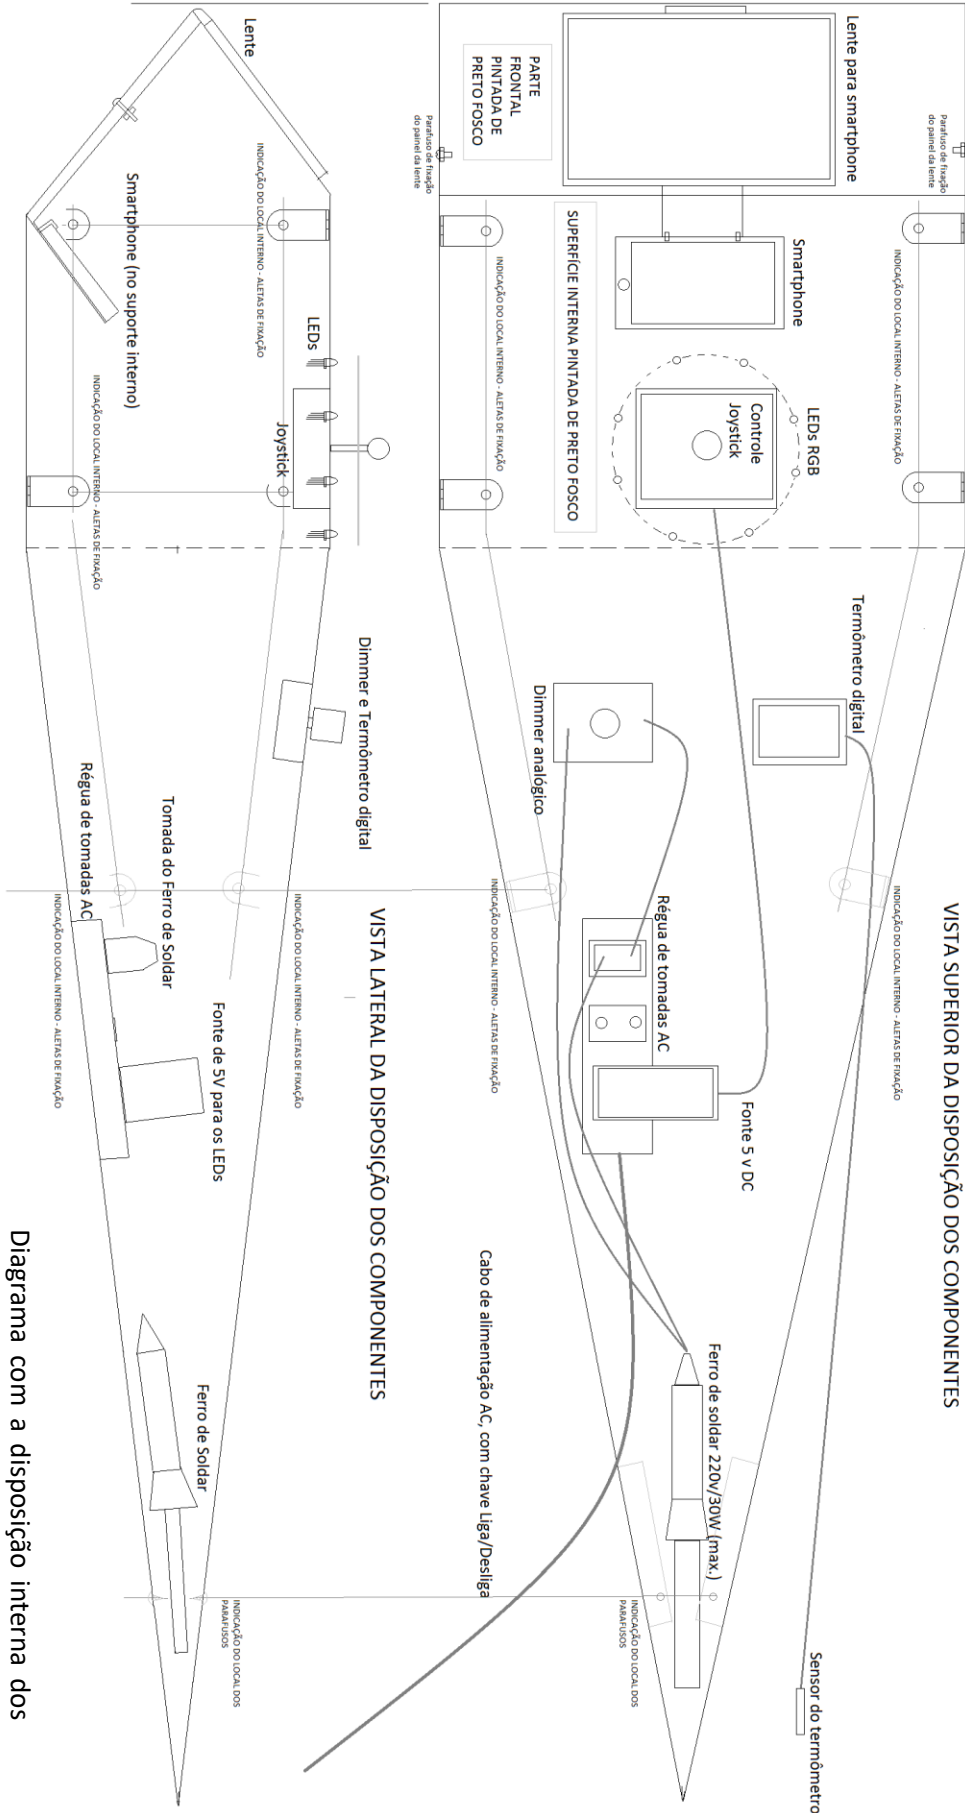 VISTA SUPERIOR DA DISPOSIÇÃO DOS COMPONENTES
Parafuso de fixação
do painel da lente
INDICAÇÃO DO LOCAL INTERNO - ALETAS DE FIXAÇÃO
INDICAÇÃO DO LOCAL INTERNO - ALETAS DE FIXAÇÃO
Lente para smartphone
Smartphone
LEDs RGB
Controle
Joystick
Termômetro digital
Sensor do termômetro
PARTE
FRONTAL
PINTADA DE
PRETO FOSCO
SUPERFÍCIE INTERNA PINTADA DE PRETO FOSCO
Dimmer analógico
Régua de tomadas AC
Fonte 5 v DC
Ferro de soldar 220v/30W (max.)
Parafuso de fixação
do painel da lente
INDICAÇÃO DO LOCAL INTERNO - ALETAS DE FIXAÇÃO
INDICAÇÃO DO LOCAL INTERNO - ALETAS DE FIXAÇÃO
Cabo de alimentação AC, com chave Liga/Desliga
INDICAÇÃO DO LOCAL DOS
PARAFUSOS
VISTA LATERAL DA DISPOSIÇÃO DOS COMPONENTES
Lente
INDICAÇÃO DO LOCAL INTERNO - ALETAS DE FIXAÇÃO
LEDs
Joystick
Dimmer e Termômetro digital
INDICAÇÃO DO LOCAL INTERNO - ALETAS DE FIXAÇÃO
Smartphone (no suporte interno)
INDICAÇÃO DO LOCAL INTERNO - ALETAS DE FIXAÇÃO
Régua de tomadas AC
Tomada do Ferro de Soldar
Fonte de 5V para os LEDs
INDICAÇÃO DO LOCAL INTERNO - ALETAS DE FIXAÇÃO
Ferro de Soldar
INDICAÇÃO DO LOCAL DOS
PARAFUSOS
Diagrama com a disposição interna dos